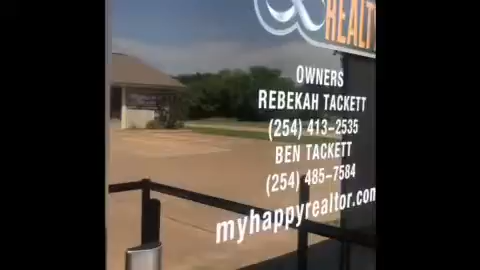 REALT
OWNERS
REBEKAH TACKETT
(254) 413-2535
BEN TACKETT
(254) 485-7584
myhappyrealtor.com